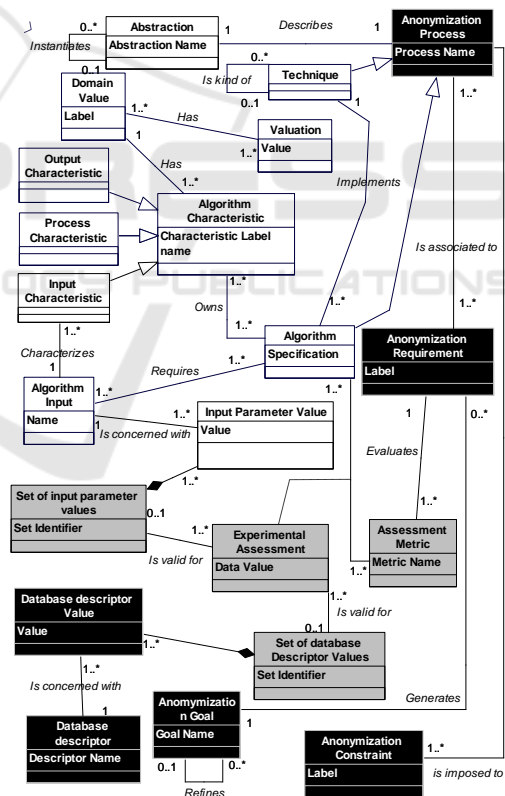 0..*
Abstraction
1
Describes
1
Anonymization
Process
Instantiates
Abstraction Name
Process Name
0..1
0..*
Is kind of
Technique
0..1
1
1..*
Domain
Value
Label
1..*
Has
1
Valuation
1..*
Value
Has
1..*
Output
Characteristic
Implements
Algorithm
Characteristic
Characteristic Label
name
Process
Characteristic
Is associated to
Input
Characteristic
1..*
Owns
1..*
1..*
1..*
1..*
Characterizes
1
Algorithm
Specification
Anonymization
Requirement
Label
Requires
1..*
Algorithm
Input
Name
1..*
1
1..*
1
0..*
Is concerned with
1..*
Input Parameter Value
Value
Evaluates
1..*
Set of input parameter
values
Set Identifier
0..1
1..*
Is valid for
Experimental
Assessment
Data Value
1..*
Assessment
Metric
Metric Name
1..*
1..*
Is valid for
0..1
Database descriptor
Value
Value
1..*
Set of database
Descriptor Values
Set Identifier
1..*
Is concerned with
1
Database
descriptor
Descriptor Name
Anomymizatio
n Goal
Goal Name
1
Generates
0..1
0..*
Refines
Anonymization
Constraint
Label
1..*
is imposed to
PRESS
OGY PUBLICATIONS